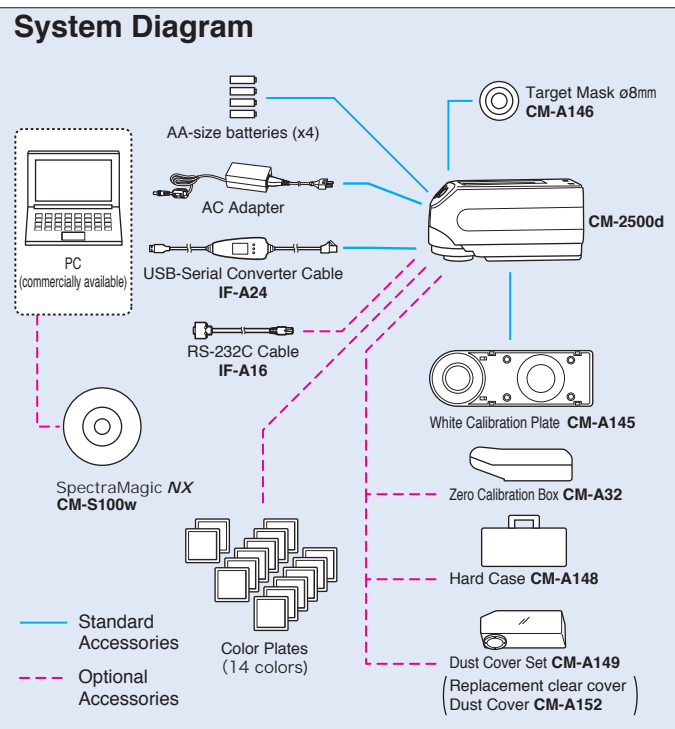 System Diagram
AA-size batteries (x4)
Target Mask ø8mm
CM-A146
AC Adapter
CM-2500d
PC
(commercially available)
USB-Serial Converter Cable
IF-A24
RS-232C Cable
IF-A16
White Calibration Plate CM-A145
SpectraMagic NX
CM-S100w
Zero Calibration Box CM-A32
Hard Case CM-A148
Color Plates
(14 colors)
Dust Cover Set CM-A149
(Replacement clear cover
Dust Cover CM-A152)
Standard
Accessories
Optional
Accessories